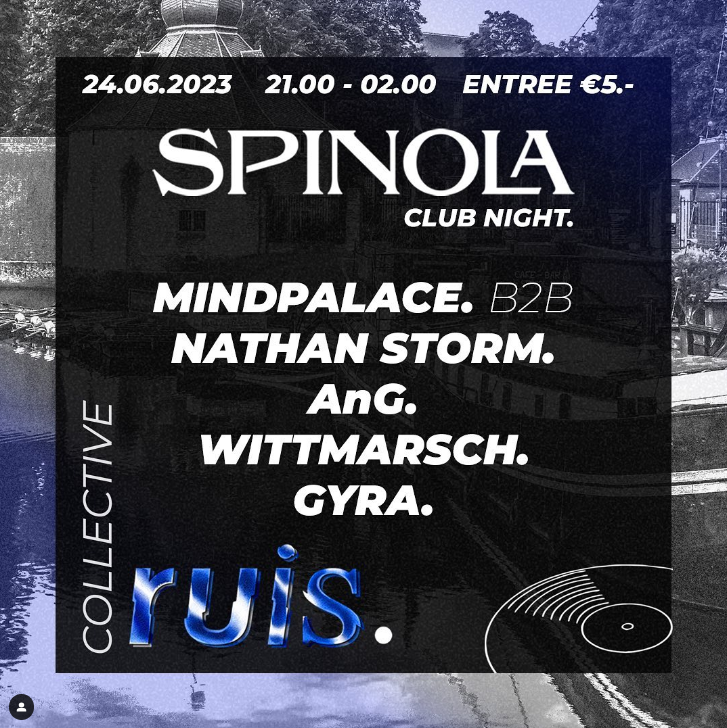 24.06.2023 21.00 - 02.00 ENTREE €5.-
SPINOLA
CLUB NIGHT.
MINDPALACE. B2B
NATHAN STORM.
AnG.
WITTMARSCH.
GYRA.
COLLECTIVE
ruis.